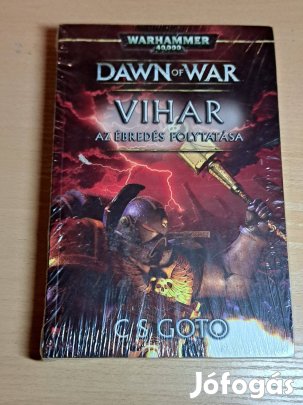 WARHAMMER
40,000
DAWN OF WAR
VIHAR
AZ ÉBREDÉS FOLYTATÁSA
C S GOTO
Jófogás